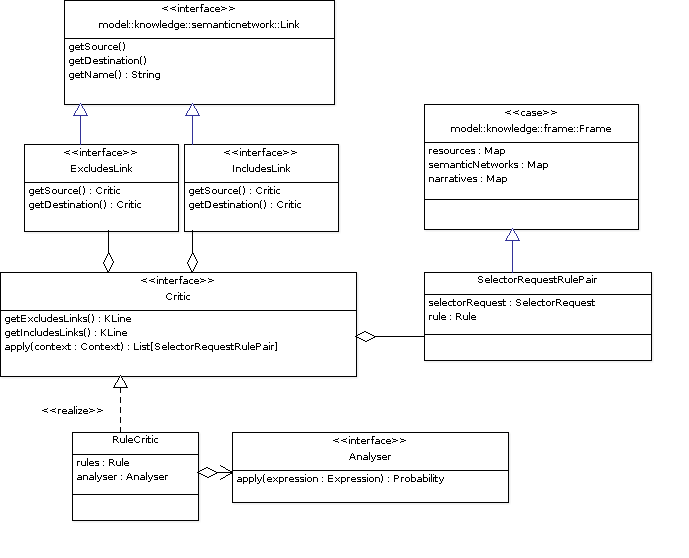 <<interface>>
model::knowledge::semanticnetwork::Link
getSource()
getDestination()
getName() : String
<<case>>
model::knowledge::frame::Frame
resources : Map
semanticNetworks : Map
narratives : Map
<<interface>>
ExcludesLink
getSource() : Critic
getDestination() : Critic
<<interface>>
IncludesLink
getSource() : Critic
getDestination() : Critic
<<interface>>
Critic
getExcludesLinks() : KLine
getIncludesLinks() : KLine
apply(context : Context) : List[SelectorRequestRulePair]
SelectorRequestRulePair
selectorRequest : SelectorRequest
rule : Rule
<<realize>>
RuleCritic
rules : Rule
analyser : Analyser
<<interface>>
Analyser
apply(expression : Expression) : Probability